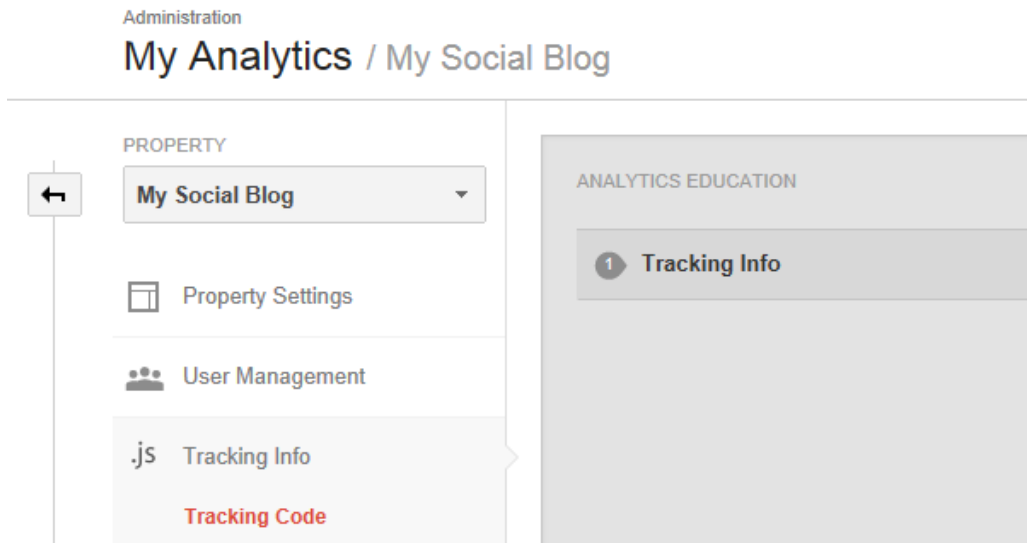 Administration
My Analytics / My Social Blog
PROPERTY
My Social Blog
Property Settings
User Management
.js Tracking Info
Tracking Code
ANALYTICS EDUCATION
1 Tracking Info